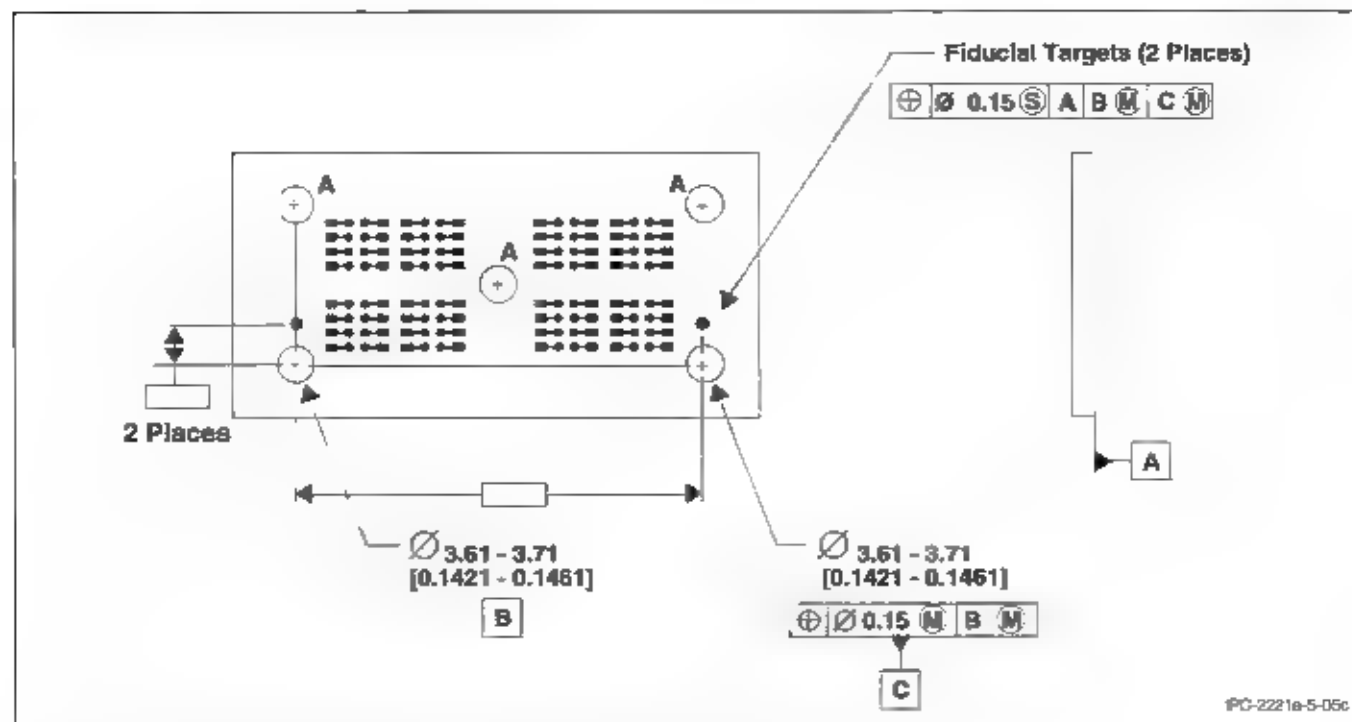 Fiducial Targets (2 Places)
⌖ Ø 0.15 Ⓢ A B Ⓜ C Ⓜ
A
A
A
2 Places
A
Ø 3.61 - 3.71
[0.1421 - 0.1461]
B
Ø 3.61 - 3.71
[0.1421 - 0.1461]
⌖ Ø 0.15 Ⓜ B Ⓜ
C
IPC-2221a-5-05c